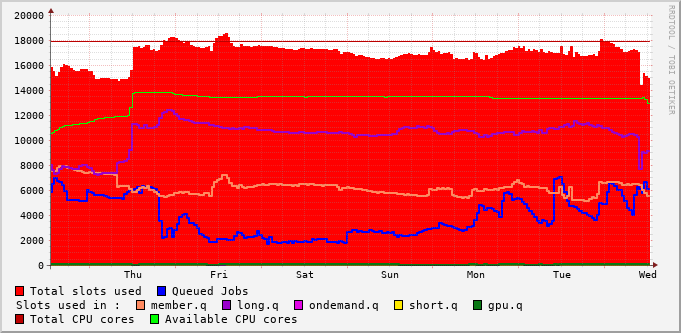 20000
18000
16000
14000
12000
10000
8000
6000
4000
2000
0
Thu Fri Sat Sun Mon Tue Wed
RRDTOOL / TOBI OETIKER
Total slots used Queued Jobs
Slots used in : member.q long.q ondemand.q short.q gpu.q
Total CPU cores Available CPU cores